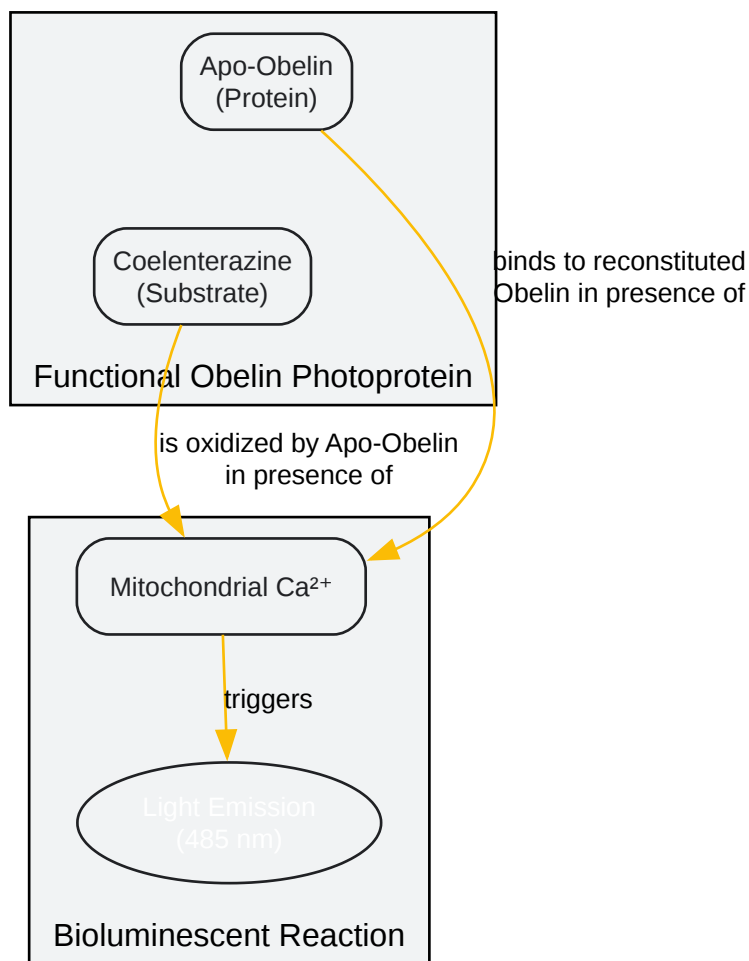 Apo-Obelin
(Protein)
Coelenterazine
(Substrate)
binds to reconstituted
Obelin in presence of
Functional Obelin Photoprotein
is oxidized by Apo-Obelin
in presence of
Mitochondrial Ca²⁺
triggers
Light Emission
(485 nm)
Bioluminescent Reaction